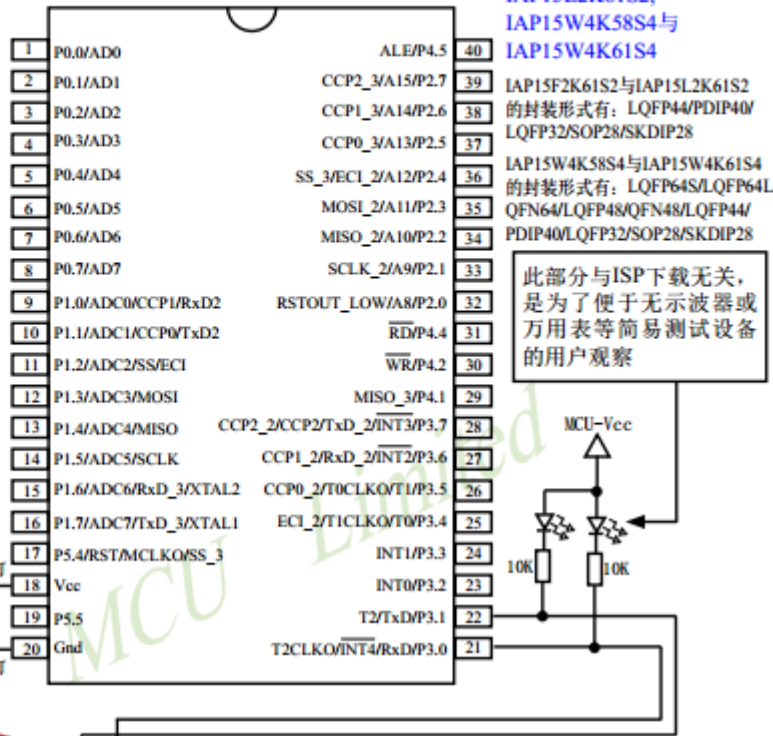 IAP15W4K58S4与
IAP15W4K61S4
IAP15F2K61S2与IAP15L2K61S2
的封装形式有：LQFP44/PDIP40/
LQFP32/SOP28/SKDIP28
IAP15W4K58S4与IAP15W4K61S4
的封装形式有：LQFP64S/LQFP64L
QFN64/LQFP48/QFN48/LQFP44/
PDIP40/LQFP32/SOP28/SKDIP28
此部分与ISP下载无关，
是为了便于无示波器或
万用表等简易测试设备
的用户观察
1 P0.0/AD0 ALE/P4.5 40
2 P0.1/AD1 CCP2_3/A15/P2.7 39
3 P0.2/AD2 CCP1_3/A14/P2.6 38
4 P0.3/AD3 CCP0_3/A13/P2.5 37
5 P0.4/AD4 SS_3/ECI_2/A12/P2.4 36
6 P0.5/AD5 MOSI_2/A11/P2.3 35
7 P0.6/AD6 MISO_2/A10/P2.2 34
8 P0.7/AD7 SCLK_2/A9/P2.1 33
9 P1.0/ADC0/CCP1/RxD2 RSTOUT_LOW/A8/P2.0 32
10 P1.1/ADC1/CCP0/TxD2 RD/P4.4 31
11 P1.2/ADC2/SS/ECI WR/P4.2 30
12 P1.3/ADC3/MOSI MISO_3/P4.1 29
13 P1.4/ADC4/MISO CCP2_2/CCP2/TxD_2/INT3/P3.7 28
14 P1.5/ADC5/SCLK CCP1_2/RxD_2/INT2/P3.6 27
15 P1.6/ADC6/RxD_3/XTAL2 CCP0_2/T0CLKO/T1/P3.5 26
16 P1.7/ADC7/TxD_3/XTAL1 ECI_2/T1CLKO/T0/P3.4 25
17 P5.4/RST/MCLKO/SS_3 INT1/P3.3 24
18 Vcc INT0/P3.2 23
19 P5.5 T2/TxD/P3.1 22
20 Gnd T2CLKO/INT4/RxD/P3.0 21
MCU-Vcc
10K
10K
MCU Limited